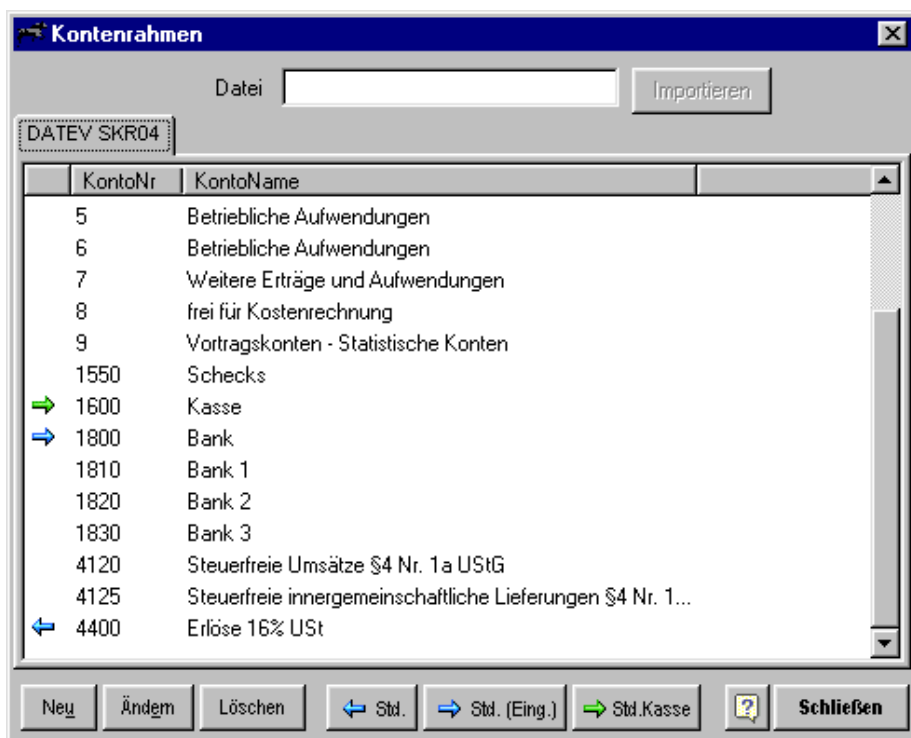 Kontenrahmen
Datei Importieren
DATEV SKR04
KontoNr KontoName
5 Betriebliche Aufwendungen
6 Betriebliche Aufwendungen
7 Weitere Erträge und Aufwendungen
8 frei für Kostenrechnung
9 Vortragskonten - Statistische Konten
1550 Schecks
1600 Kasse
1800 Bank
1810 Bank 1
1820 Bank 2
1830 Bank 3
4120 Steuerfreie Umsätze §4 Nr. 1a UStG
4125 Steuerfreie innergemeinschaftliche Lieferungen §4 Nr. 1...
4400 Erlöse 16% USt
Neu Ändern Löschen Std. Std. (Eing.) Std.Kasse ? Schließen